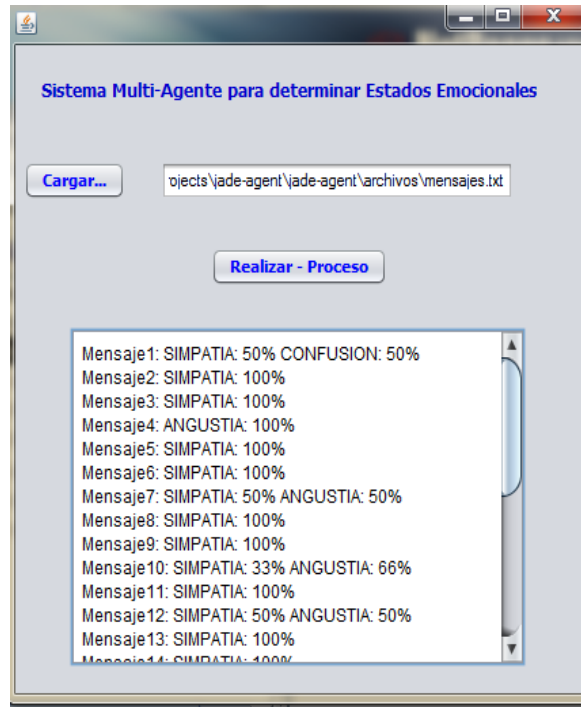 Sistema Multi-Agente para determinar Estados Emocionales
Cargar... ojects\jade-agent\jade-agent\archivos\mensajes.txt
Realizar - Proceso
Mensaje1: SIMPATIA: 50% CONFUSION: 50%
Mensaje2: SIMPATIA: 100%
Mensaje3: SIMPATIA: 100%
Mensaje4: ANGUSTIA: 100%
Mensaje5: SIMPATIA: 100%
Mensaje6: SIMPATIA: 100%
Mensaje7: SIMPATIA: 50% ANGUSTIA: 50%
Mensaje8: SIMPATIA: 100%
Mensaje9: SIMPATIA: 100%
Mensaje10: SIMPATIA: 33% ANGUSTIA: 66%
Mensaje11: SIMPATIA: 100%
Mensaje12: SIMPATIA: 50% ANGUSTIA: 50%
Mensaje13: SIMPATIA: 100%
Mensaje14: SIMPATIA: 100%